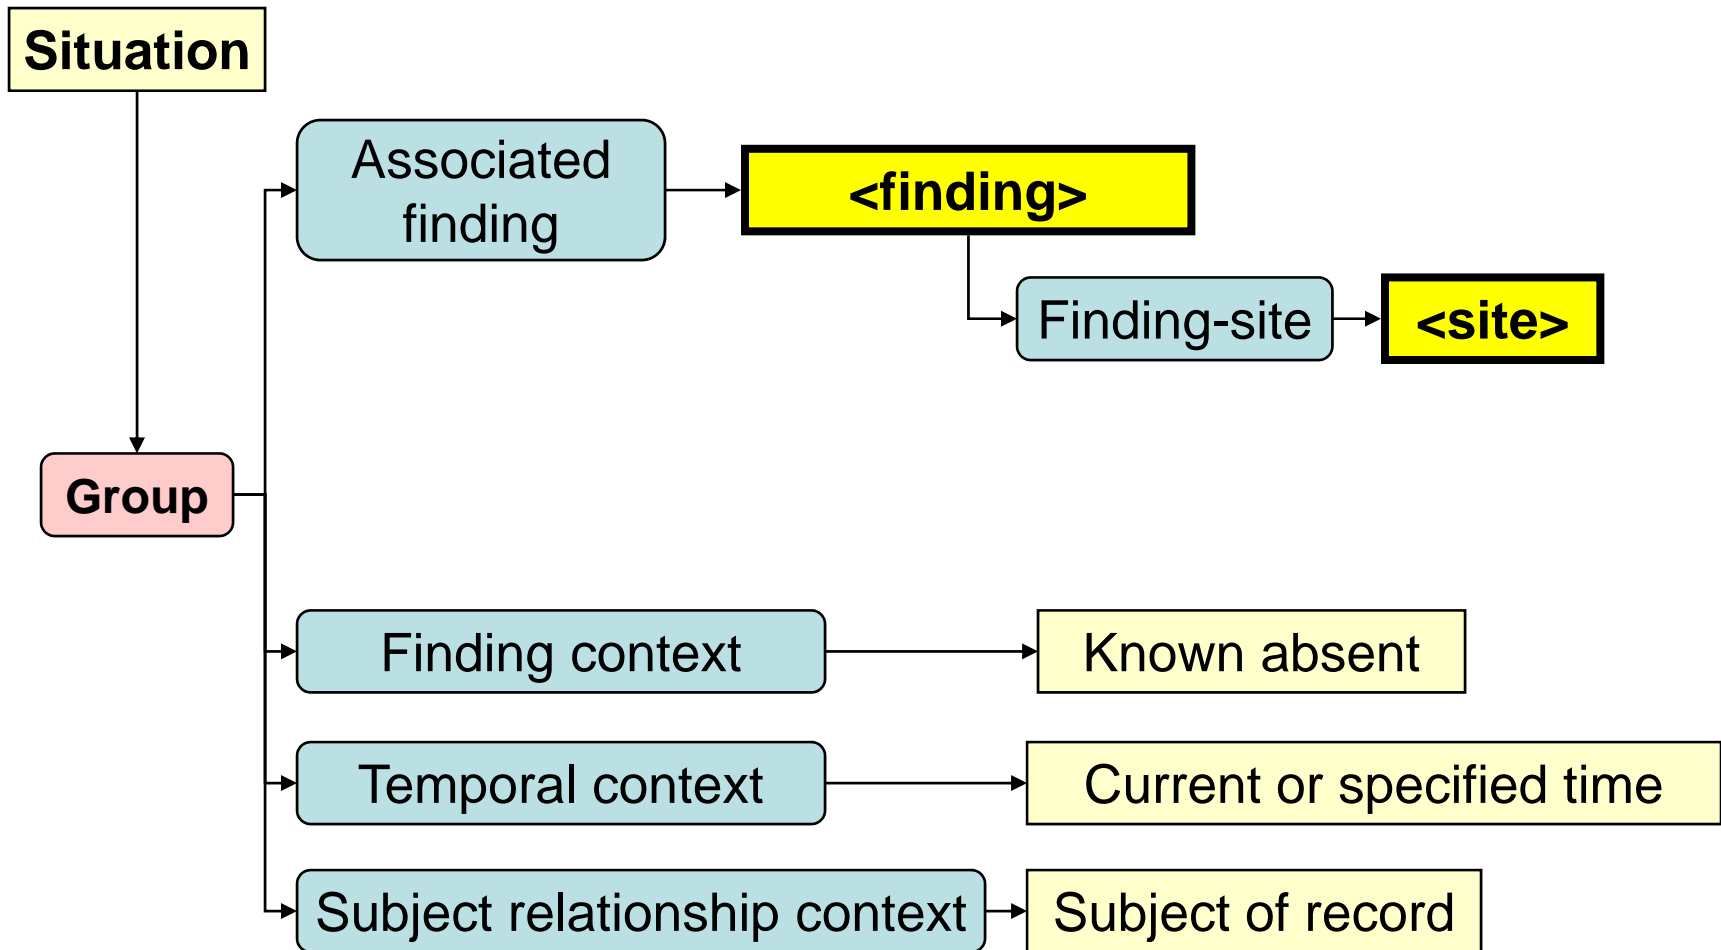 Situation
Associated
finding
<finding>
Finding-site
<site>
Group
Finding context
Known absent
Temporal context
Current or specified time
Subject relationship context
Subject of record